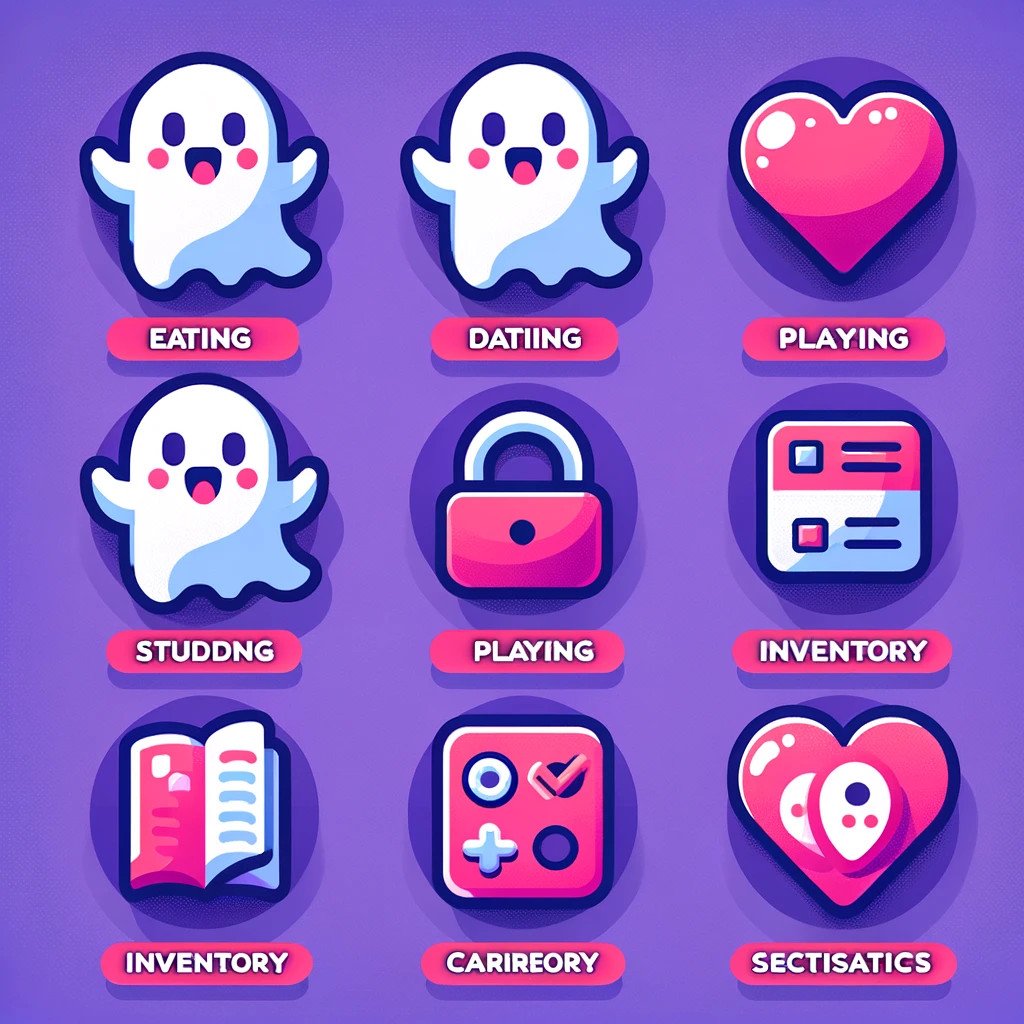 EATING
DATIING
PLAYING
STUDDNG
PLAYING
INVENTORY
INVENTORY
CARIREORY
SECTISATICS